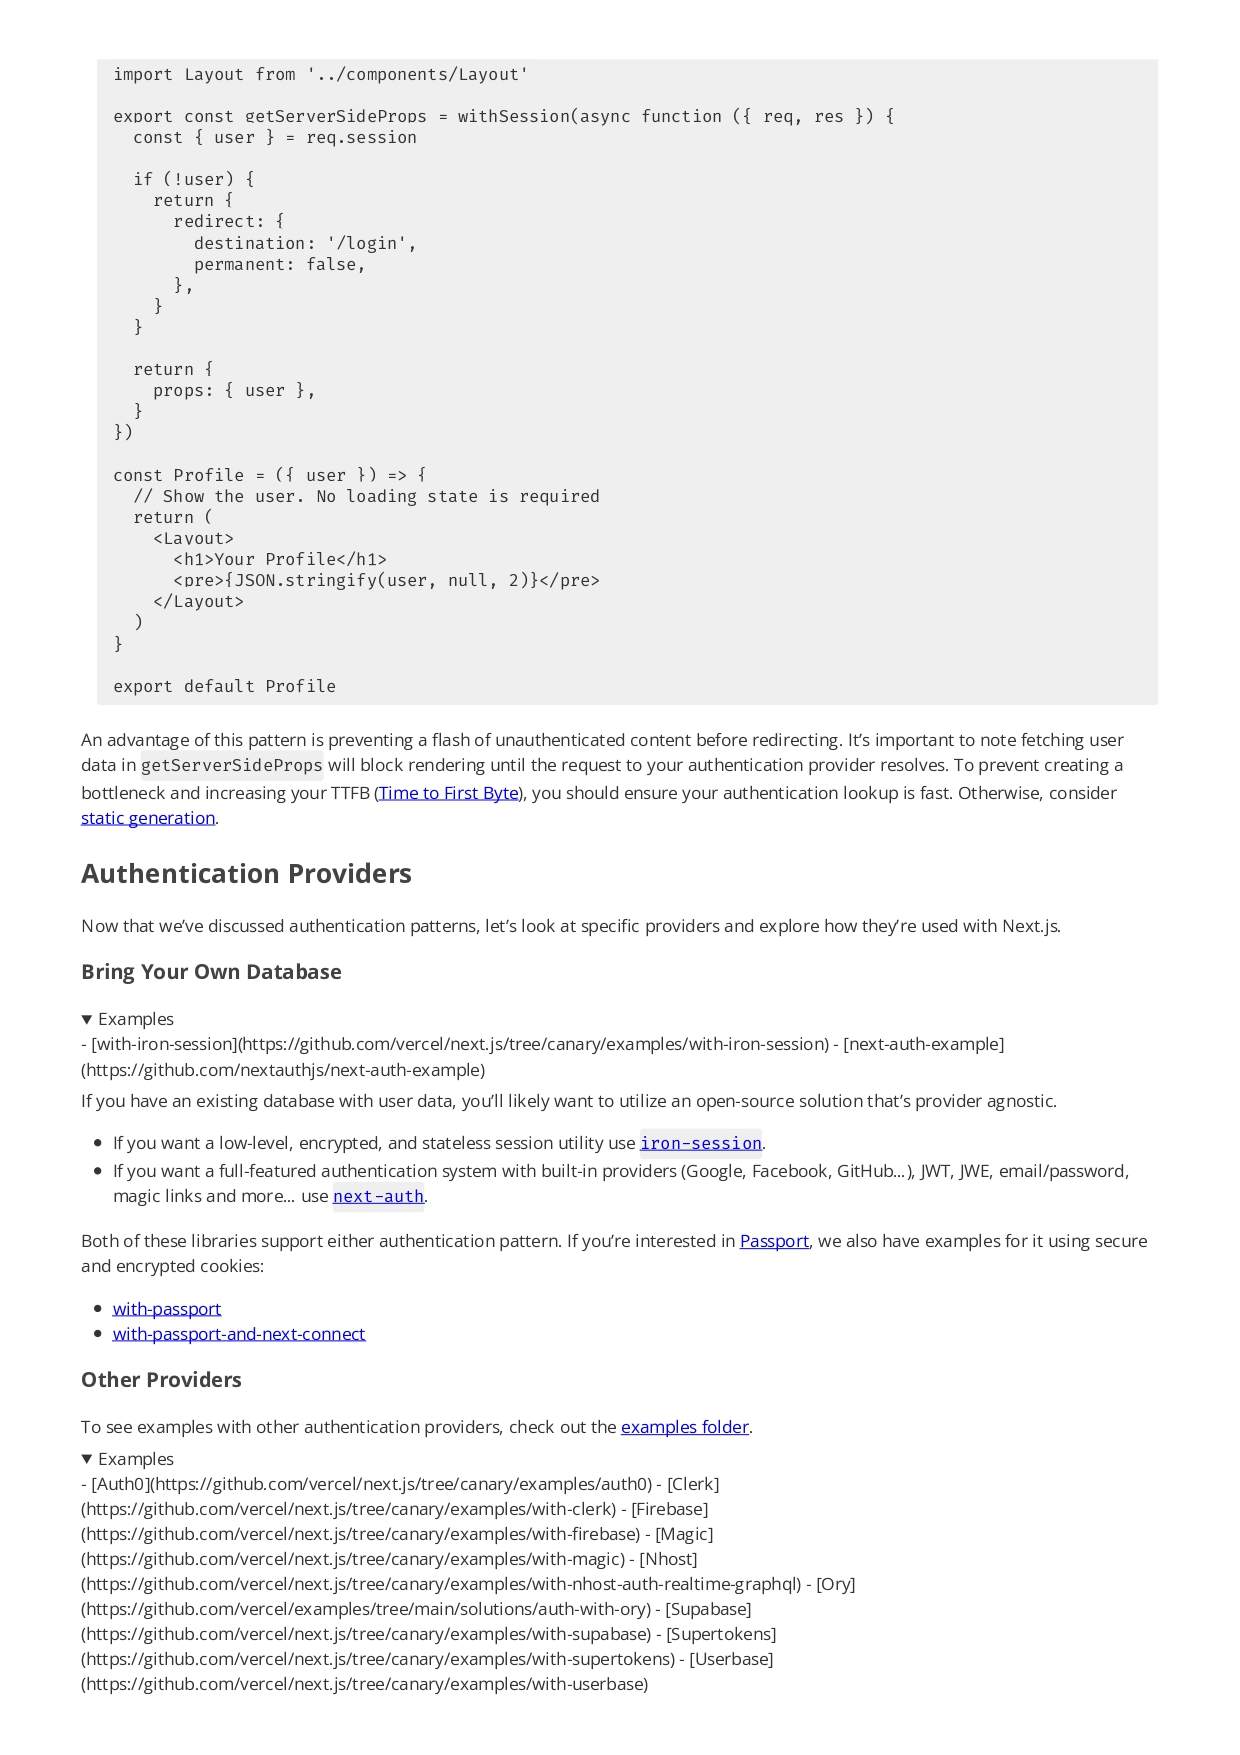 import Layout from '../components/Layout'
export const getServerSideProps = withSession(async function ({ req, res }) {
  const { user } = req.session
  if (!user) {
    return {
      redirect: {
        destination: '/login',
        permanent: false,
      },
    }
  }
  return {
    props: { user },
  }
})
const Profile = ({ user }) => {
  // Show the user. No loading state is required
  return (
    <Layout>
      <h1>Your Profile</h1>
      <pre>{JSON.stringify(user, null, 2)}</pre>
    </Layout>
  )
}
export default Profile
An advantage of this pattern is preventing a flash of unauthenticated content before redirecting. It’s important to note fetching user
data in getServerSideProps will block rendering until the request to your authentication provider resolves. To prevent creating a
bottleneck and increasing your TTFB (Time to First Byte), you should ensure your authentication lookup is fast. Otherwise, consider
static generation.
Authentication Providers
Now that we’ve discussed authentication patterns, let’s look at specific providers and explore how they’re used with Next.js.
Bring Your Own Database
▼ Examples
- [with-iron-session](https://github.com/vercel/next.js/tree/canary/examples/with-iron-session) - [next-auth-example]
(https://github.com/nextauthjs/next-auth-example)
If you have an existing database with user data, you’ll likely want to utilize an open-source solution that’s provider agnostic.
● If you want a low-level, encrypted, and stateless session utility use iron-session.
● If you want a full-featured authentication system with built-in providers (Google, Facebook, GitHub…), JWT, JWE, email/password,
magic links and more… use next-auth.
Both of these libraries support either authentication pattern. If you’re interested in Passport, we also have examples for it using secure
and encrypted cookies:
● with-passport
● with-passport-and-next-connect
Other Providers
To see examples with other authentication providers, check out the examples folder.
▼ Examples
- [Auth0](https://github.com/vercel/next.js/tree/canary/examples/auth0) - [Clerk]
(https://github.com/vercel/next.js/tree/canary/examples/with-clerk) - [Firebase]
(https://github.com/vercel/next.js/tree/canary/examples/with-firebase) - [Magic]
(https://github.com/vercel/next.js/tree/canary/examples/with-magic) - [Nhost]
(https://github.com/vercel/next.js/tree/canary/examples/with-nhost-auth-realtime-graphql) - [Ory]
(https://github.com/vercel/examples/tree/main/solutions/auth-with-ory) - [Supabase]
(https://github.com/vercel/next.js/tree/canary/examples/with-supabase) - [Supertokens]
(https://github.com/vercel/next.js/tree/canary/examples/with-supertokens) - [Userbase]
(https://github.com/vercel/next.js/tree/canary/examples/with-userbase)